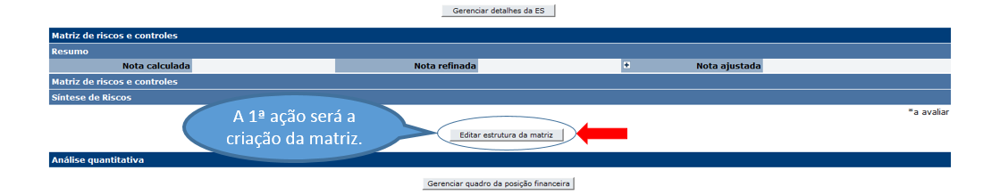 Gerenciar detalhes da ES
Matriz de riscos e controles
Resumo
Nota calculada Nota refinada Nota ajustada
Matriz de riscos e controles
Síntese de Riscos
*a avaliar
A 1ª ação será a
criação da matriz.
Editar estrutura da matriz
Análise quantitativa
Gerenciar quadro da posição financeira